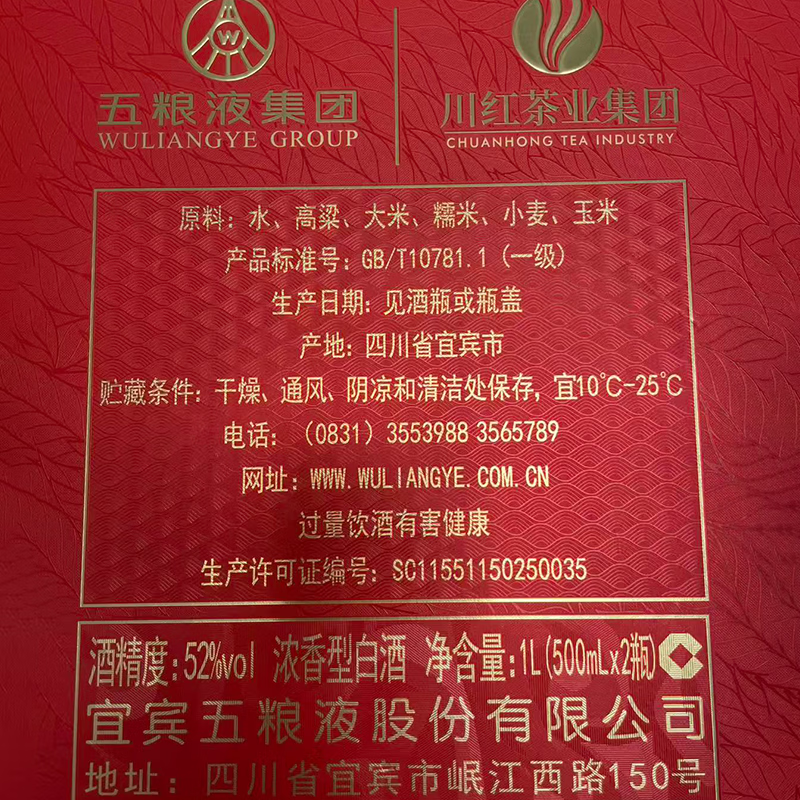 W
五粮液集团
WULIANGYE GROUP
川红茶业集团
CHUANHONG TEA INDUSTRY
原料：水、高粱、大米、糯米、小麦、玉米
产品标准号：GB/T10781.1（一级）
生产日期：见酒瓶或瓶盖
产地：四川省宜宾市
贮藏条件：干燥、通风、阴凉和清洁处保存，宜10℃-25℃
电话：（0831）3553988 3565789
网址：WWW.WULIANGYE.COM.CN
过量饮酒有害健康
生产许可证编号：SC11551150250035
酒精度：52%vol 浓香型白酒 净含量：1L(500mLx2瓶)
宜宾五粮液股份有限公司
地址：四川省宜宾市岷江西路150号